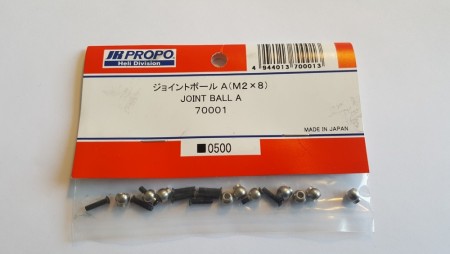 JR PROPO
Heli Division
4 944013 700013
ジョイントボール A(M2×8)
JOINT BALL A
70001
MADE IN JAPAN
■0500